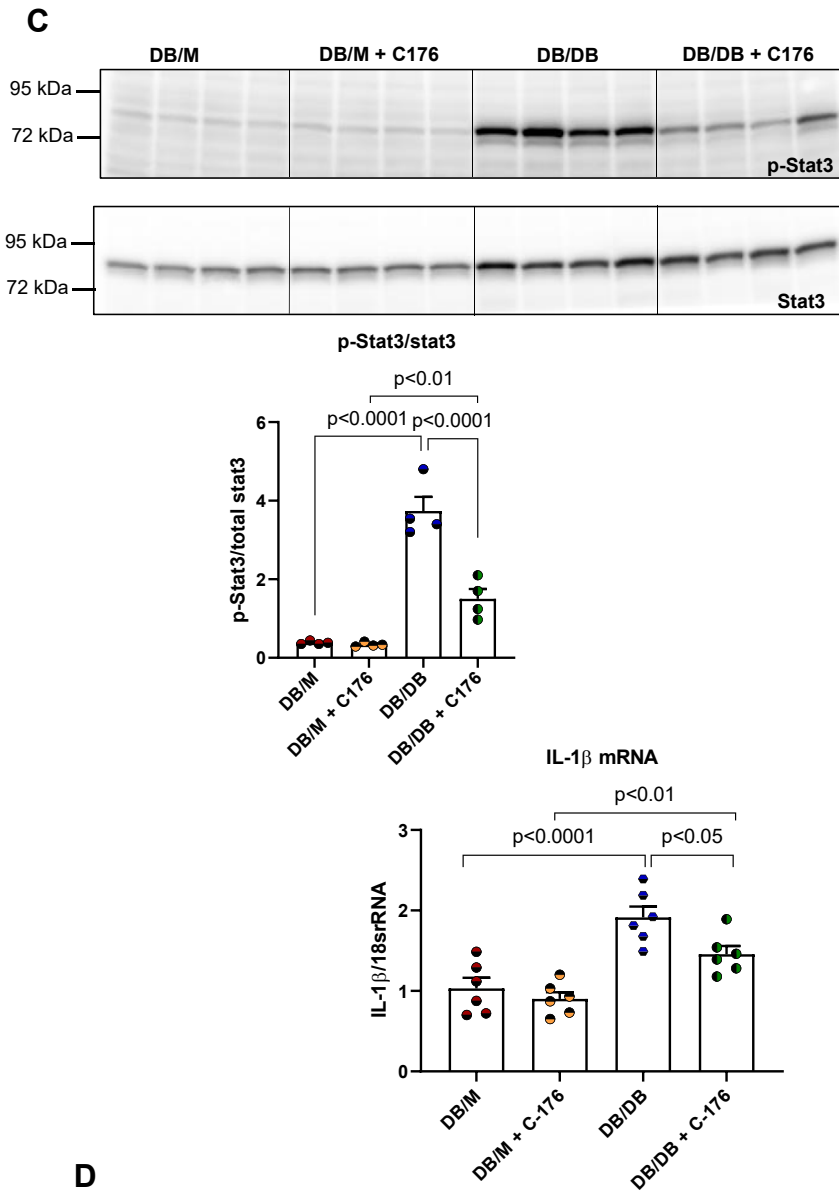 C
DB/M DB/M + C176 DB/DB DB/DB + C176
95 kDa
72 kDa
p-Stat3
95 kDa
72 kDa
Stat3
p-Stat3/stat3
p<0.01
p<0.0001 p<0.0001
6
4
2
0
p-Stat3/total stat3
DB/M
DB/M + C176
DB/DB
DB/DB + C176
IL-1β mRNA
p<0.01
p<0.0001 p<0.05
3
2
1
0
IL-1β/18srRNA
DB/M
DB/M + C-176
DB/DB
DB/DB + C-176
D